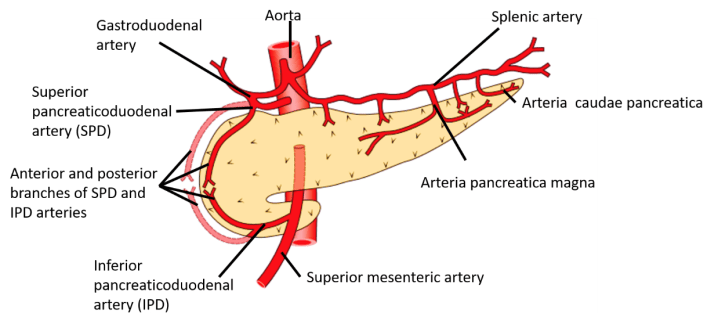 Gastroduodenal
artery
Aorta
Splenic artery
Superior
pancreaticoduodenal
artery (SPD)
Arteria caudae pancreatica
Anterior and posterior
branches of SPD and
IPD arteries
Arteria pancreatica magna
Inferior
pancreaticoduodenal
artery (IPD)
Superior mesenteric artery